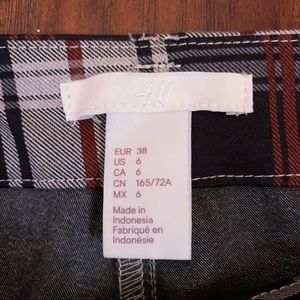 H&M
EUR 38
US 6
CA 6
CN 165/72A
MX 6
Made in
Indonesia
Fabriqué en
Indonésie